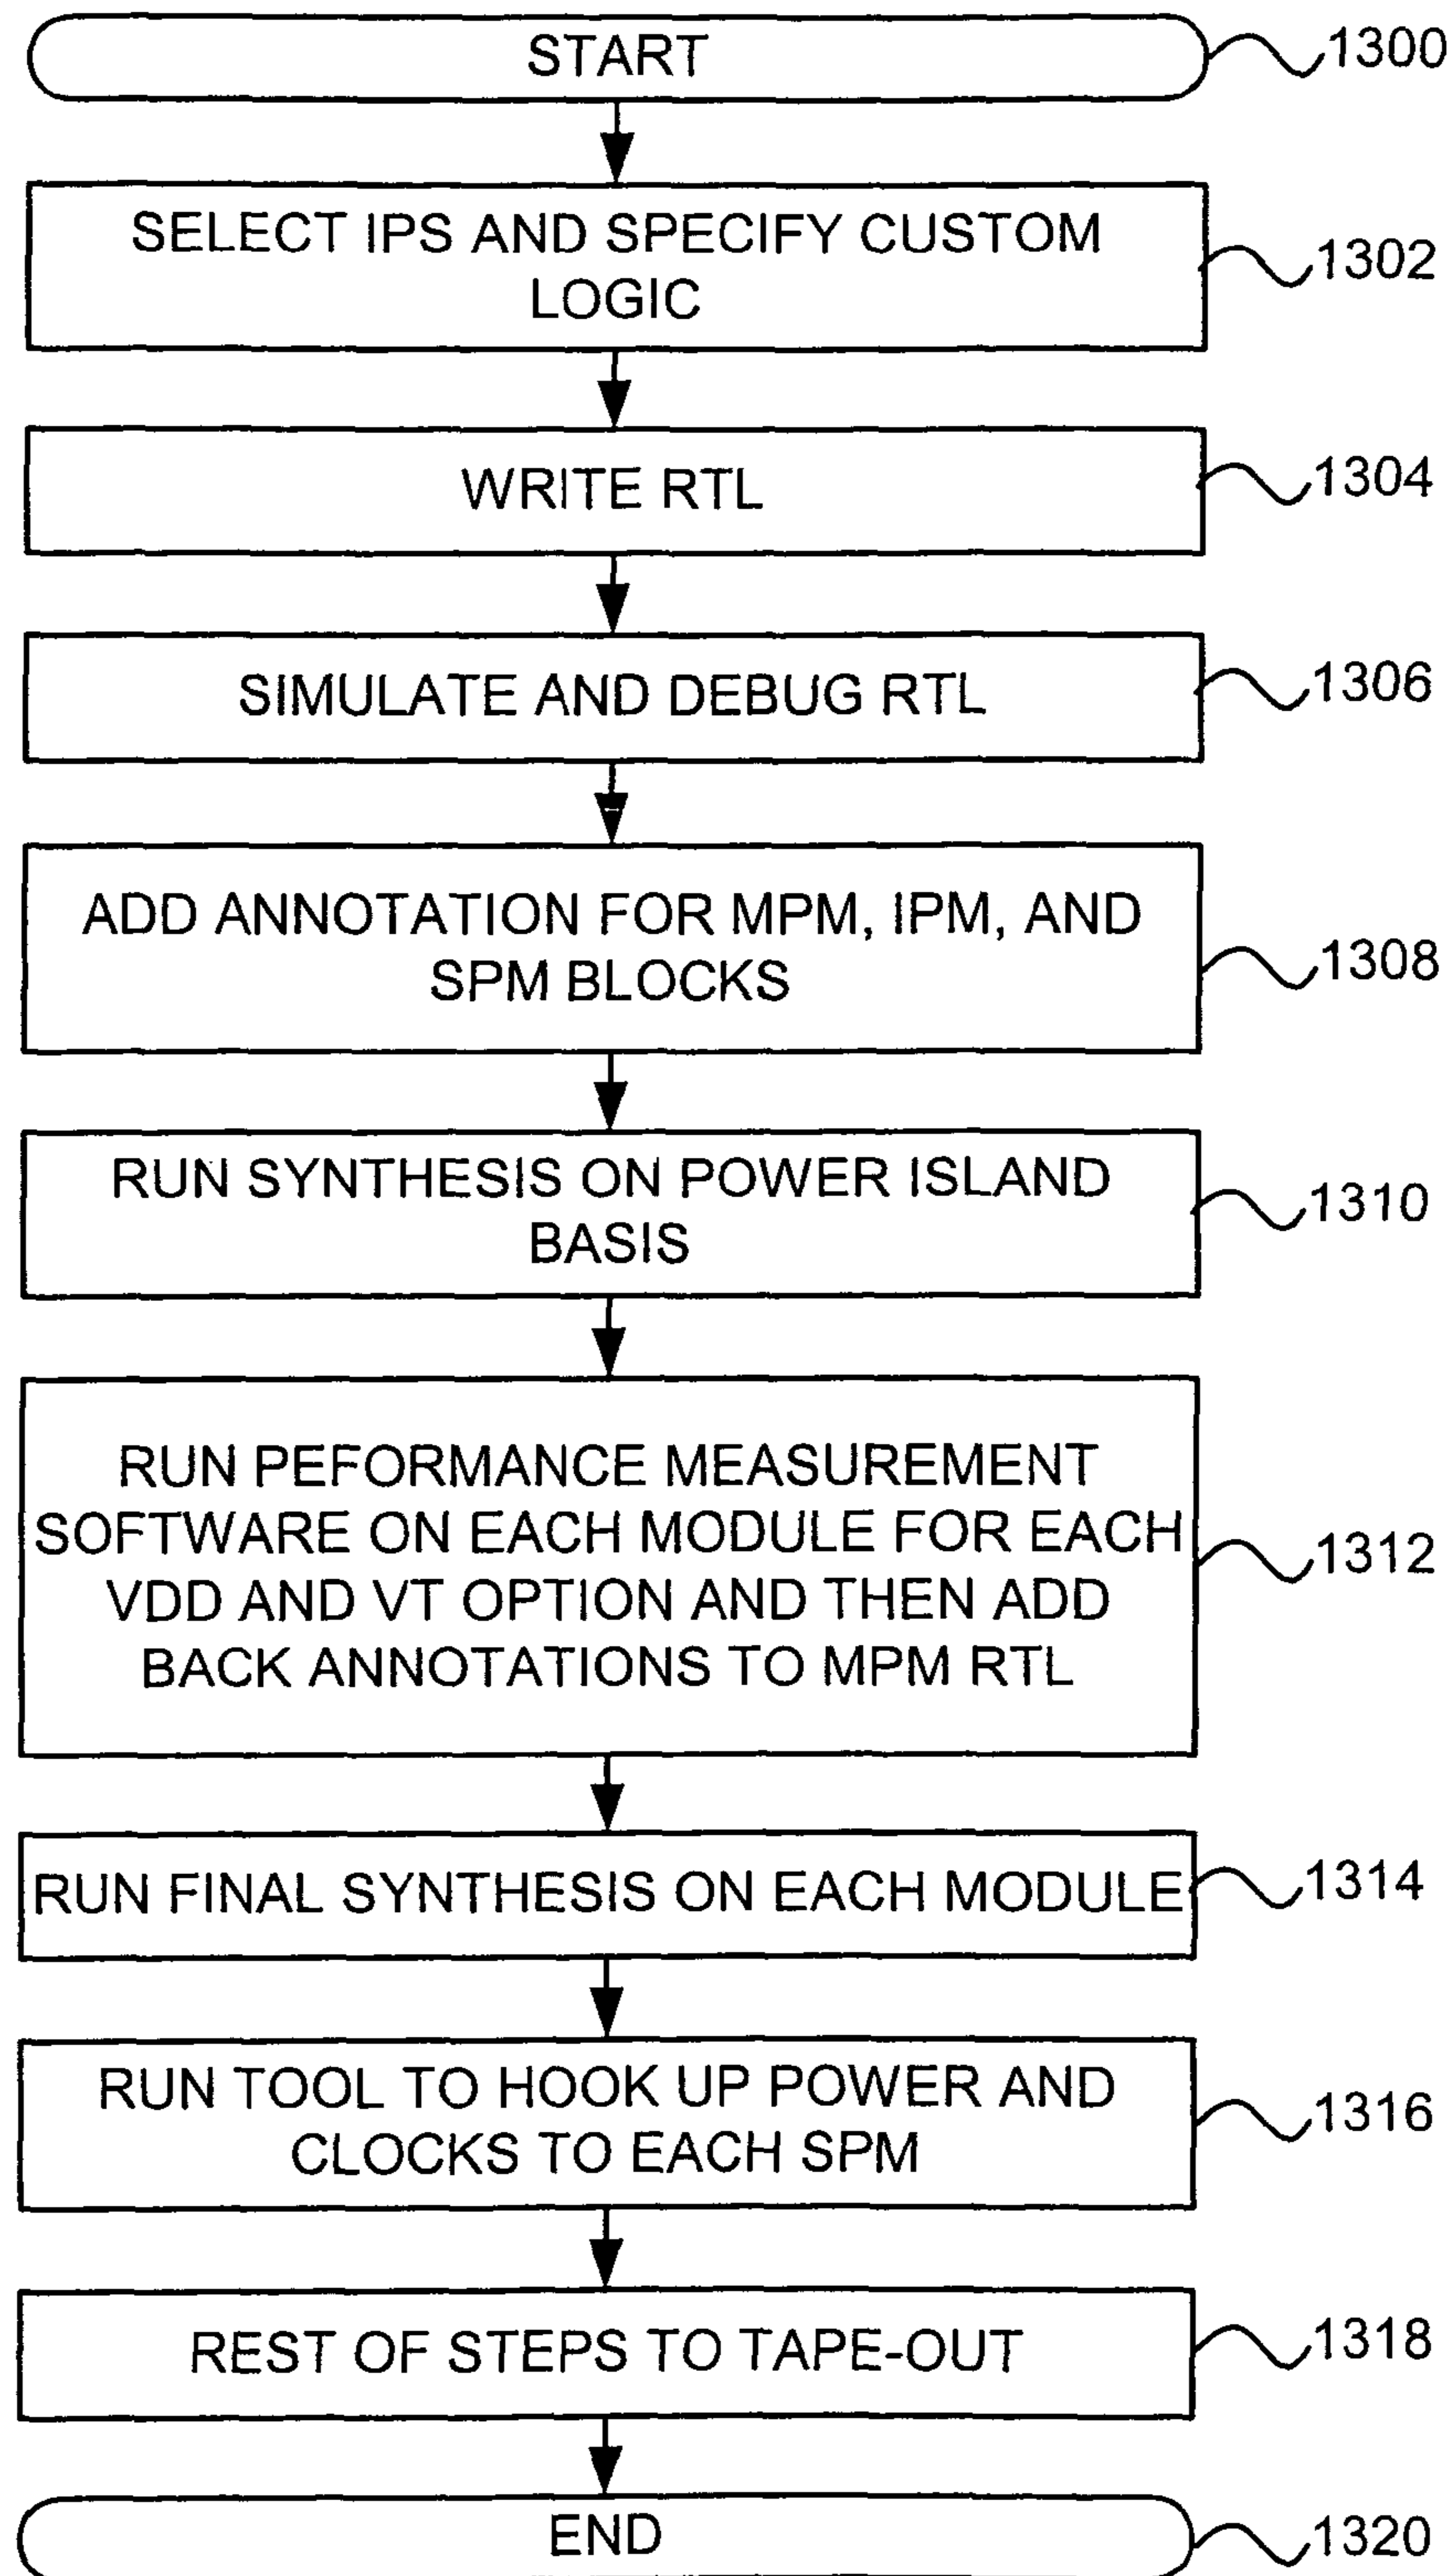 START
1300
SELECT IPS AND SPECIFY CUSTOM
LOGIC
1302
WRITE RTL
1304
SIMULATE AND DEBUG RTL
1306
ADD ANNOTATION FOR MPM, IPM, AND
SPM BLOCKS
1308
RUN SYNTHESIS ON POWER ISLAND
BASIS
1310
RUN PEFORMANCE MEASUREMENT
SOFTWARE ON EACH MODULE FOR EACH
VDD AND VT OPTION AND THEN ADD
BACK ANNOTATIONS TO MPM RTL
1312
RUN FINAL SYNTHESIS ON EACH MODULE
1314
RUN TOOL TO HOOK UP POWER AND
CLOCKS TO EACH SPM
1316
REST OF STEPS TO TAPE-OUT
1318
END
1320